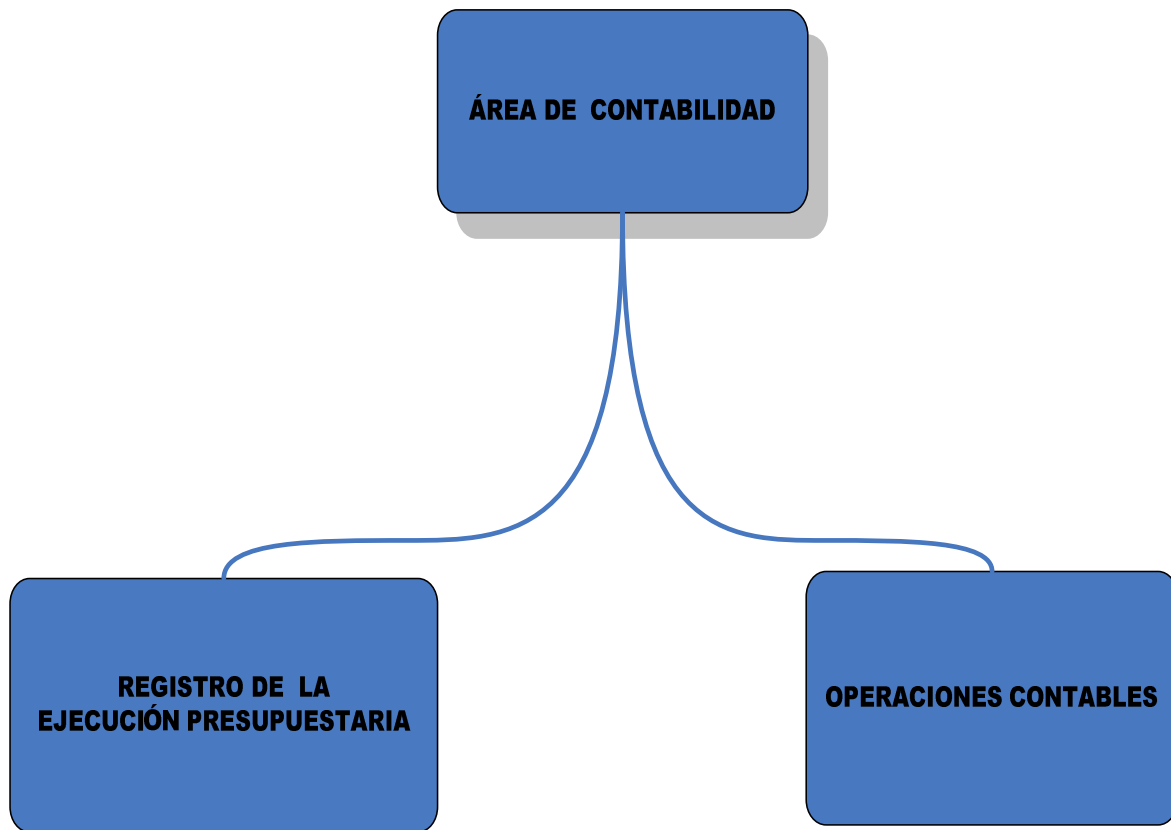 ÁREA DE CONTABILIDAD
REGISTRO DE LA
EJECUCIÓN PRESUPUESTARIA
OPERACIONES CONTABLES